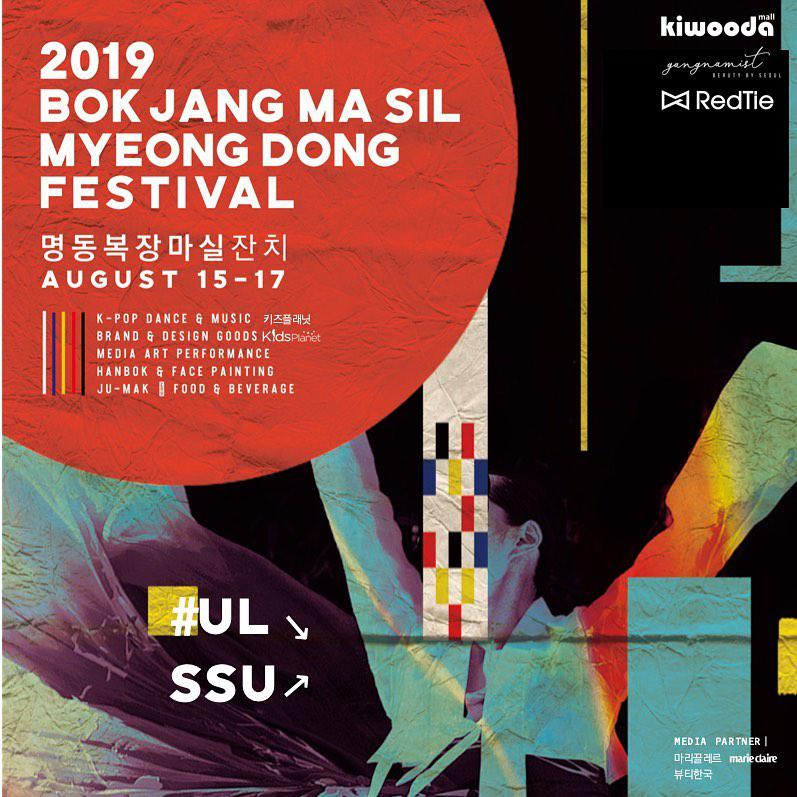 2019
BOK JANG MA SIL
MYEONG DONG
FESTIVAL
명동복장마실잔치
AUGUST 15-17
K-POP DANCE & MUSIC 키즈플래닛
BRAND & DESIGN GOODS KidsPlanet
MEDIA ART PERFORMANCE
HANBOK & FACE PAINTING
JU-MAK FOOD & BEVERAGE
kiwooda mall
gangnamist
BEAUTY BY SEOUL
RedTie
#UL ↘
SSU ↗
MEDIA PARTNER |
마리끌레르 marie claire
뷰티한국